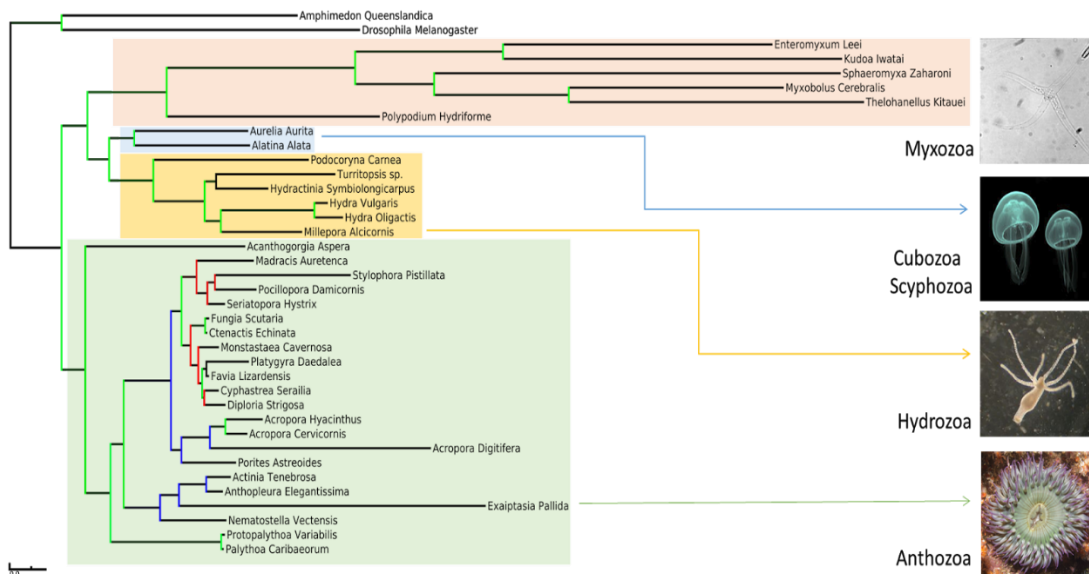 Amphimedon Queenslandica
Drosophila Melanogaster
Enteromyxum Leei
Kudoa Iwatai
Sphaeromyxa Zaharoni
Myxobolus Cerebralis
Thelohanellus Kitauei
Polypodium Hydriforme
Aurelia Aurita
Alatina Alata
Myxozoa
Podocoryna Carnea
Turritopsis sp.
Hydractinia Symbiolongicarpus
Hydra Vulgaris
Hydra Oligactis
Millepora Alcicornis
Acanthogorgia Aspera
Cubozoa
Madracis Auretenca
Stylophora Pistillata
Scyphozoa
Pocillopora Damicornis
Seriatopora Hystrix
Fungia Scutaria
Ctenactis Echinata
Monstastaea Cavernosa
Platygyra Daedalea
Favia Lizardensis
Cyphastrea Serailia
Diploria Strigosa
Acropora Hyacinthus
Hydrozoa
Acropora Cervicornis
Acropora Digitifera
Porites Astreoides
Actinia Tenebrosa
Anthopleura Elegantissima
Exaiptasia Pallida
Nematostella Vectensis
Protopalythoa Variabilis
Palythoa Caribaeorum
Anthozoa